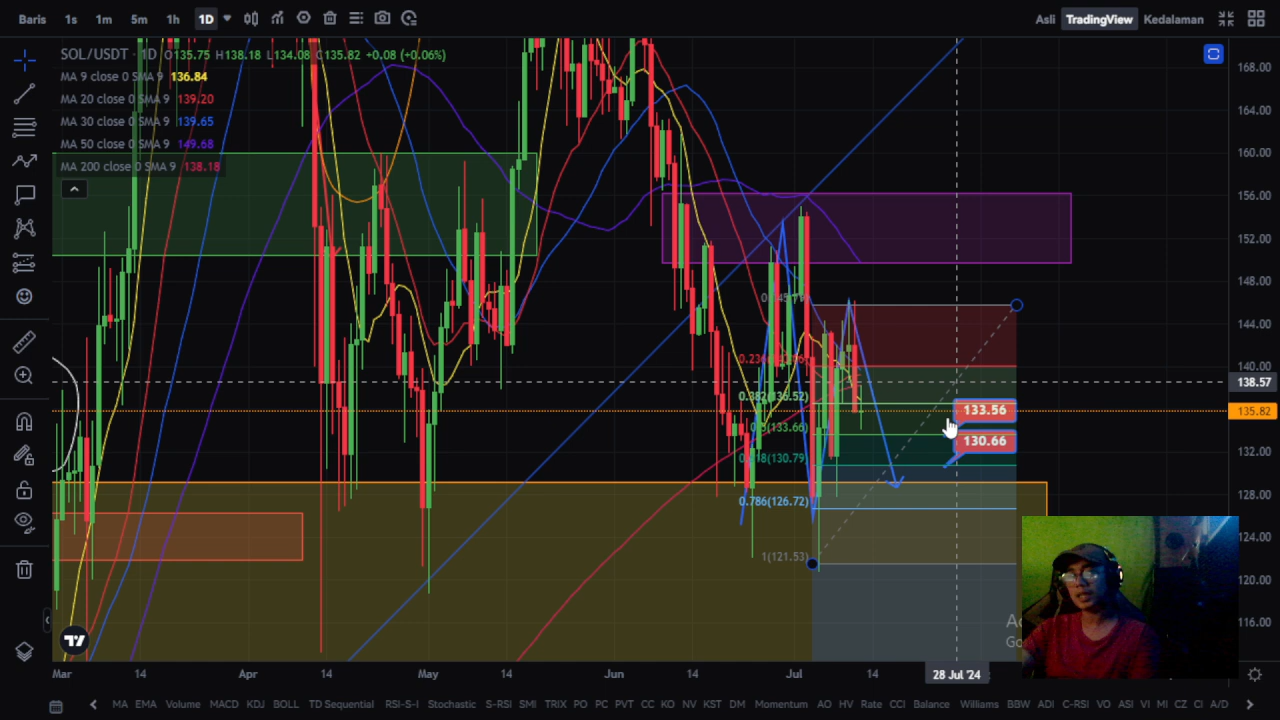 Baris 1s 1m 5m 1h 1D Asli TradingView Kedalaman
SOL/USDT · 1D O135.75 H138.18 L134.08 C135.82 +0.08 (+0.06%)
MA 9 close 0 SMA 9 136.84
MA 20 close 0 SMA 9 139.20
MA 30 close 0 SMA 9 139.65
MA 50 close 0 SMA 9 149.68
MA 200 close 0 SMA 9 138.18
168.00
164.00
160.00
156.00
152.00
148.00
144.00
140.00
138.57
135.82
132.00
128.00
124.00
120.00
116.00
0.382(136.52)
133.56
0.5(133.66)
130.66
0.618(130.79)
0.786(126.72)
1(121.53)
Mar 14 Apr 14 May 14 Jun 14 Jul 14 28 Jul '24
MA EMA Volume MACD KDJ BOLL TD Sequential RSI-S-I Stochastic S-RSI SMI TRIX PO PC PVT CC KO NV KST DM Momentum AO HV Rate CCI Balance Williams BBW ADI C-RSI VO ASI VI MI CZ CI A/D